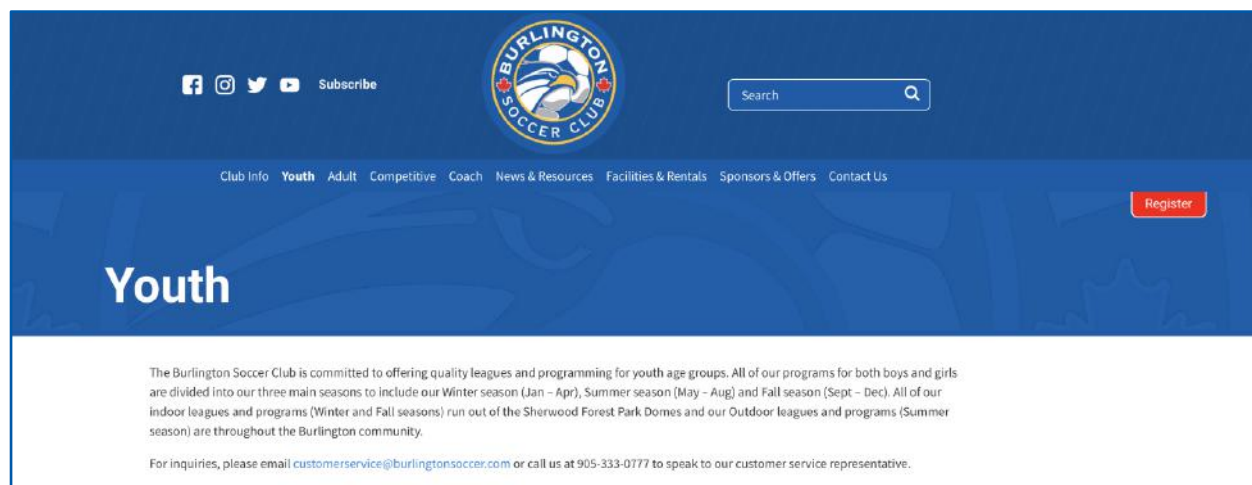 Subscribe
BURLINGTON
SOCCER CLUB
Search
Club Info Youth Adult Competitive Coach News & Resources Facilities & Rentals Sponsors & Offers Contact Us
Register
Youth
The Burlington Soccer Club is committed to offering quality leagues and programming for youth age groups. All of our programs for both boys and girls
are divided into our three main seasons to include our Winter season (Jan – Apr), Summer season (May – Aug) and Fall season (Sept – Dec). All of our
indoor leagues and programs (Winter and Fall seasons) run out of the Sherwood Forest Park Domes and our Outdoor leagues and programs (Summer
season) are throughout the Burlington community.
For inquiries, please email customerservice@burlingtonsoccer.com or call us at 905-333-0777 to speak to our customer service representative.